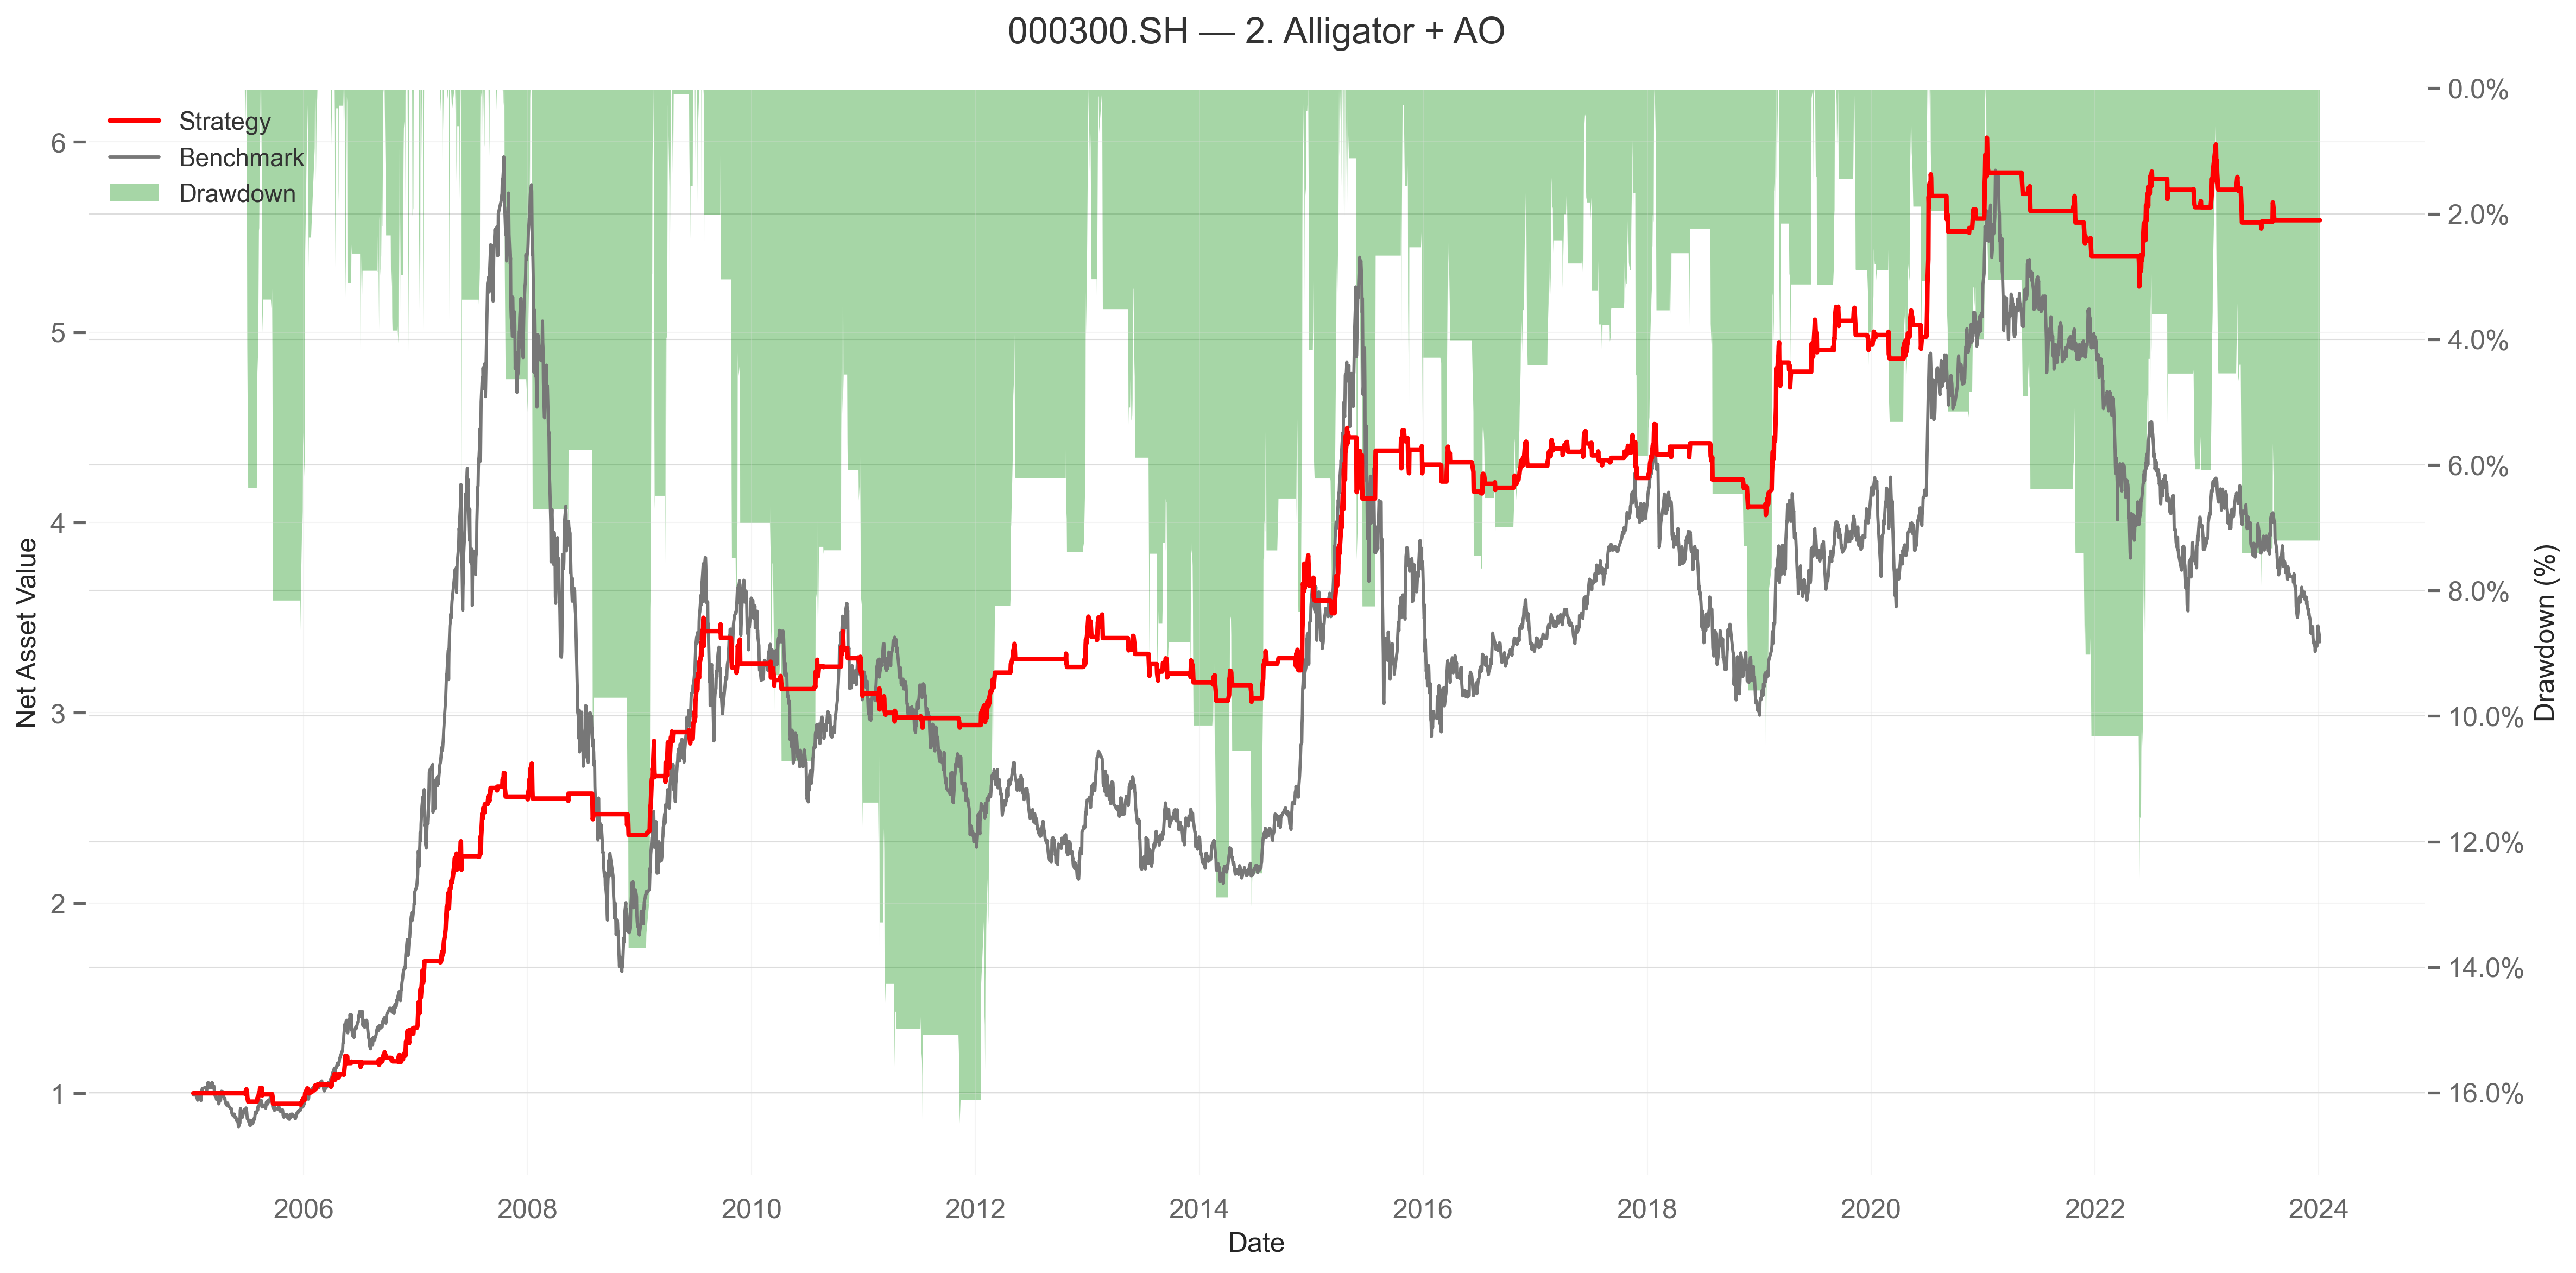 000300.SH — 2. Alligator + AO
Strategy
Benchmark
Drawdown
Net Asset Value
6
5
4
3
2
1
0.0%
2.0%
4.0%
6.0%
8.0%
10.0%
12.0%
14.0%
16.0%
Drawdown (%)
2006 2008 2010 2012 2014 2016 2018 2020 2022 2024
Date